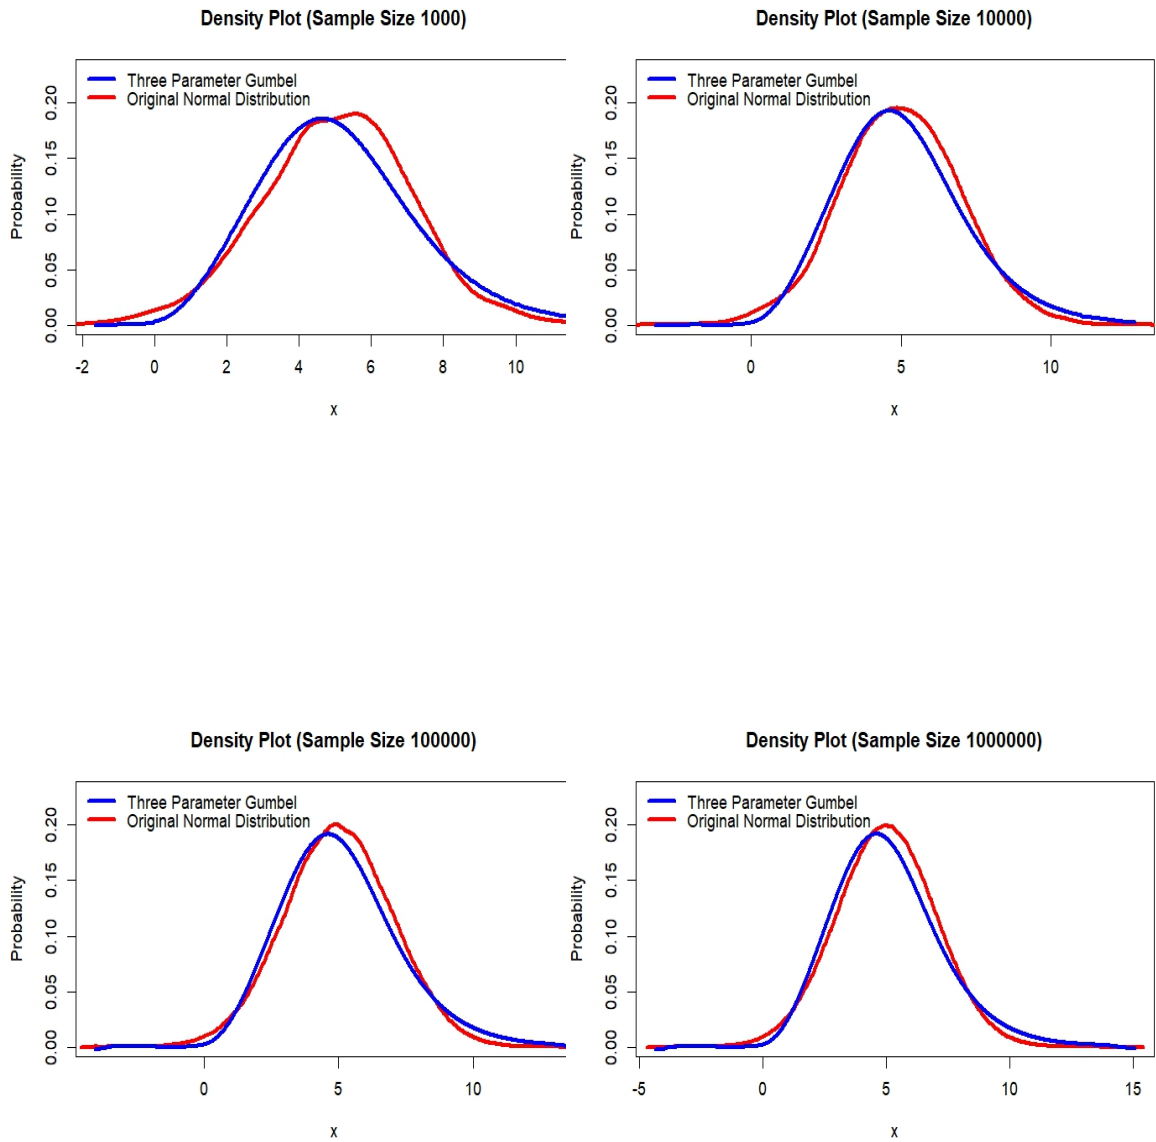 Density Plot (Sample Size 1000)
Three Parameter Gumbel
Original Normal Distribution
Probability
0.00 0.05 0.10 0.15 0.20
-2 0 2 4 6 8 10
x
Density Plot (Sample Size 10000)
Three Parameter Gumbel
Original Normal Distribution
Probability
0.00 0.05 0.10 0.15 0.20
0 5 10
x
Density Plot (Sample Size 100000)
Three Parameter Gumbel
Original Normal Distribution
Probability
0.00 0.05 0.10 0.15 0.20
0 5 10
x
Density Plot (Sample Size 1000000)
Three Parameter Gumbel
Original Normal Distribution
Probability
0.00 0.05 0.10 0.15 0.20
-5 0 5 10 15
x